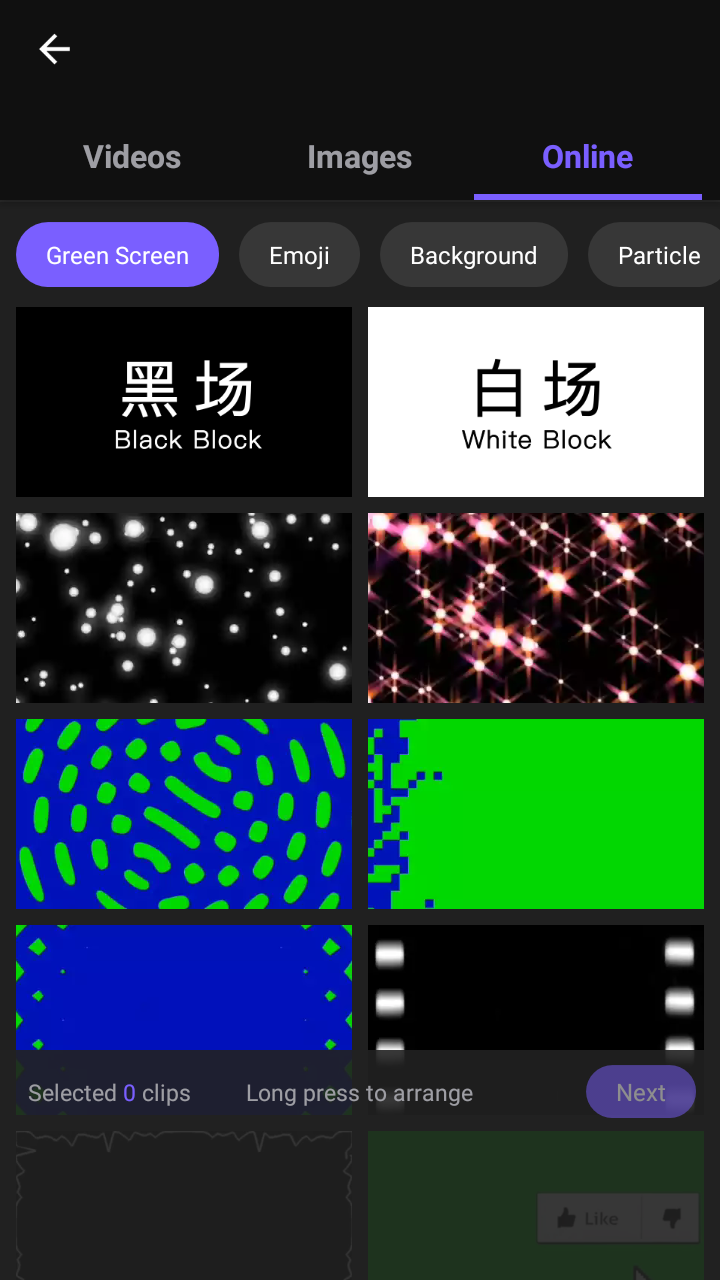 Videos Images Online
Green Screen Emoji Background Particle
黑场
Black Block
白场
White Block
Selected 0 clips Long press to arrange Next
Like